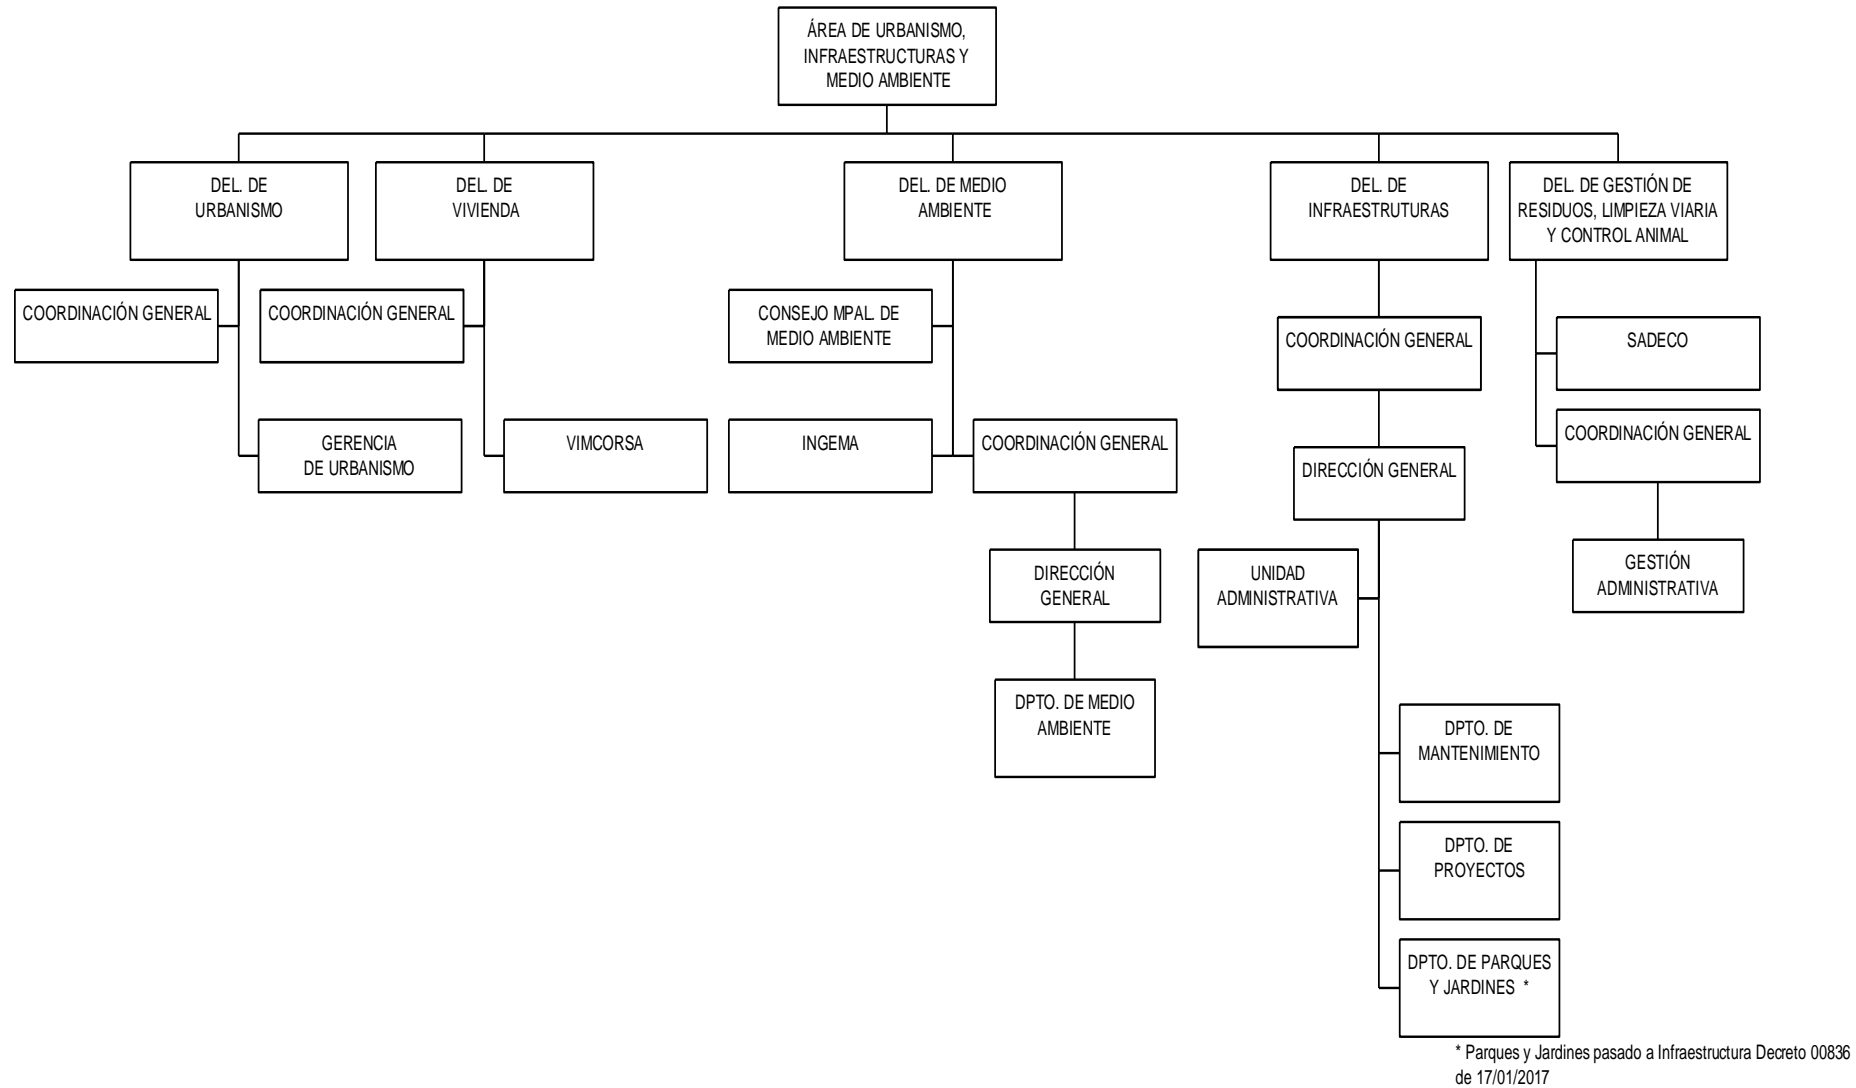 ÁREA DE URBANISMO,
INFRAESTRUCTURAS Y
MEDIO AMBIENTE
DEL. DE
URBANISMO
DEL. DE
VIVIENDA
DEL. DE MEDIO
AMBIENTE
DEL. DE
INFRAESTRUTURAS
DEL. DE GESTIÓN DE
RESIDUOS, LIMPIEZA VIARIA
Y CONTROL ANIMAL
COORDINACIÓN GENERAL
COORDINACIÓN GENERAL
CONSEJO MPAL. DE
MEDIO AMBIENTE
COORDINACIÓN GENERAL
SADECO
GERENCIA
DE URBANISMO
VIMCORSA
INGEMA
COORDINACIÓN GENERAL
DIRECCIÓN GENERAL
COORDINACIÓN GENERAL
DIRECCIÓN
GENERAL
UNIDAD
ADMINISTRATIVA
GESTIÓN
ADMINISTRATIVA
DPTO. DE MEDIO
AMBIENTE
DPTO. DE
MANTENIMIENTO
DPTO. DE
PROYECTOS
DPTO. DE PARQUES
Y JARDINES *
* Parques y Jardines pasado a Infraestructura Decreto 00836
de 17/01/2017